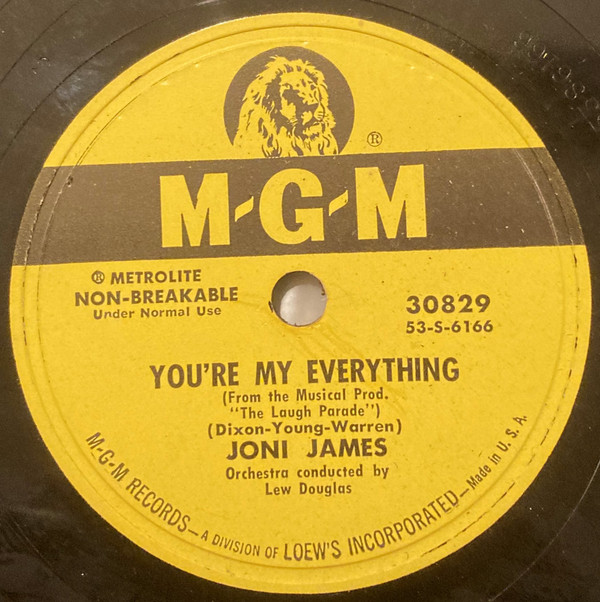 ®
M-G-M
® METROLITE
NON-BREAKABLE
Under Normal Use
30829
53-S-6166
YOU'RE MY EVERYTHING
(From the Musical Prod.
"The Laugh Parade")
(Dixon-Young-Warren)
JONI JAMES
Orchestra conducted by
Lew Douglas
M-G-M RECORDS—A DIVISION OF LOEW'S INCORPORATED—Made in U. S. A.